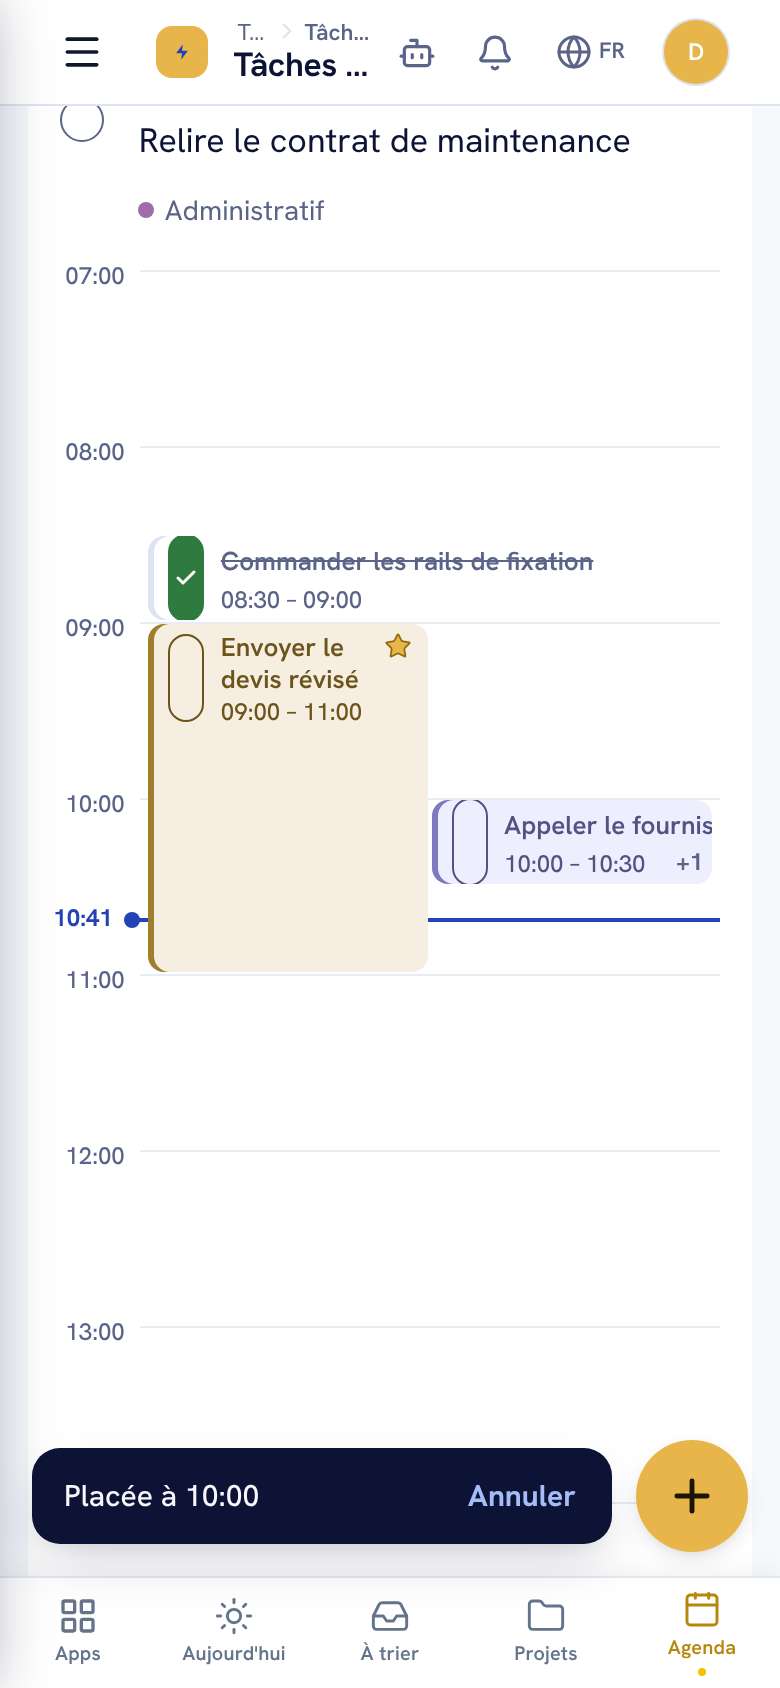 T... > Tâch...
Tâches ...
FR
D
Relire le contrat de maintenance
Administratif
07:00
08:00
Commander les rails de fixation
08:30 – 09:00
09:00
Envoyer le
devis révisé
09:00 – 11:00
10:00
Appeler le fournis
10:00 – 10:30 +1
10:41
11:00
12:00
13:00
Placée à 10:00 Annuler
Apps Aujourd'hui À trier Projets Agenda